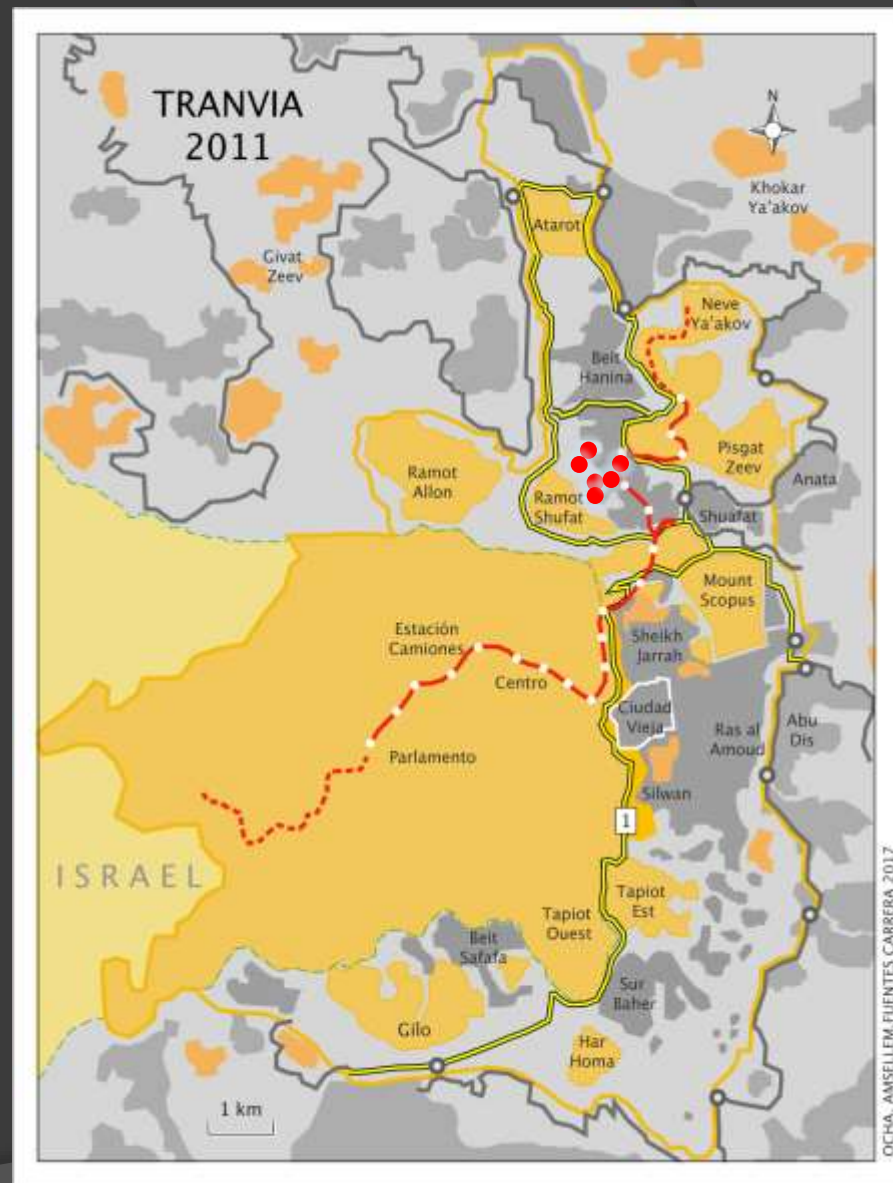 TRANVIA
2011
N
Khokar
Ya'akov
Atarot
Givat
Zeev
Neve
Ya'akov
Beit
Hanina
Pisgat
Zeev
Ramot
Allon
Anata
Ramot
Shufat
Shuafat
Mount
Scopus
Estación
Camiones
Sheikh
Jarrah
Centro
Ciudad
Vieja
Ras al
Amoud
Abu
Dis
Parlamento
Silwan
1
ISRAEL
Tapiot
Est
Tapiot
Ouest
Beit
Safafa
Sur
Baher
Gilo
Har
Homa
1 km
OCHA, AMSELLEM FUENTES CARRERA 2017